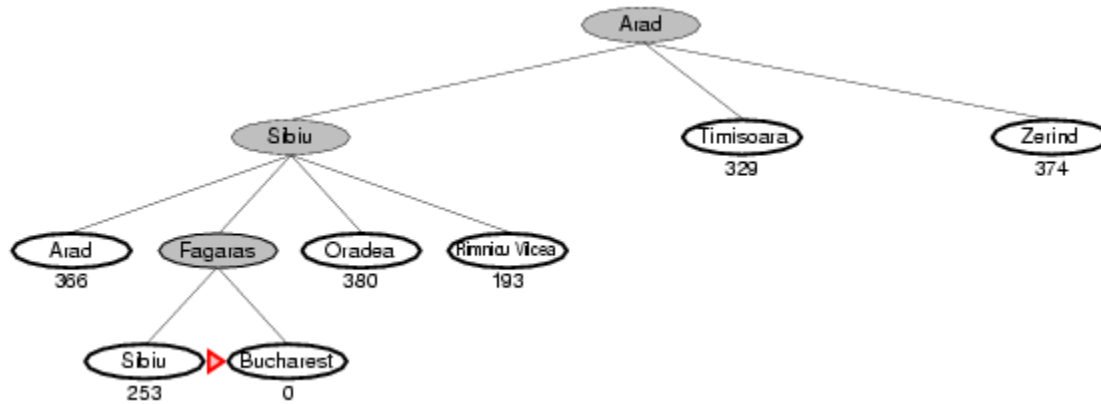 Arad
Sibiu
Timisoara
Zerind
329
374
Arad
Fagaras
Oradea
Rimnicu Vilcea
366
380
193
Sibiu
Bucharest
253
0